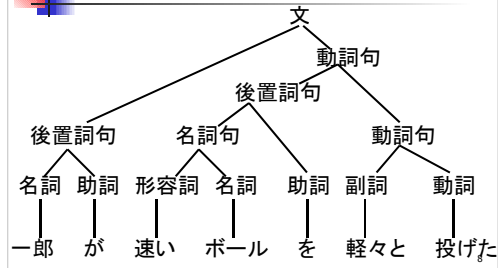 文
動詞句
後置詞句
後置詞句 名詞句 動詞句
名詞 助詞 形容詞 名詞 助詞 副詞 動詞
一郎 が 速い ボール を 軽々と 投げた
8